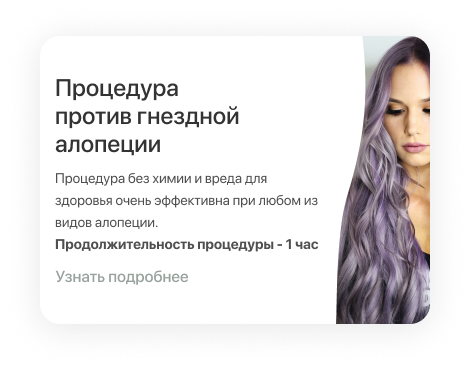 Процедура
против гнездной
алопеции
Процедура без химии и вреда для
здоровья очень эффективна при любом из
видов алопеции.
Продолжительность процедуры - 1 час
Узнать подробнее